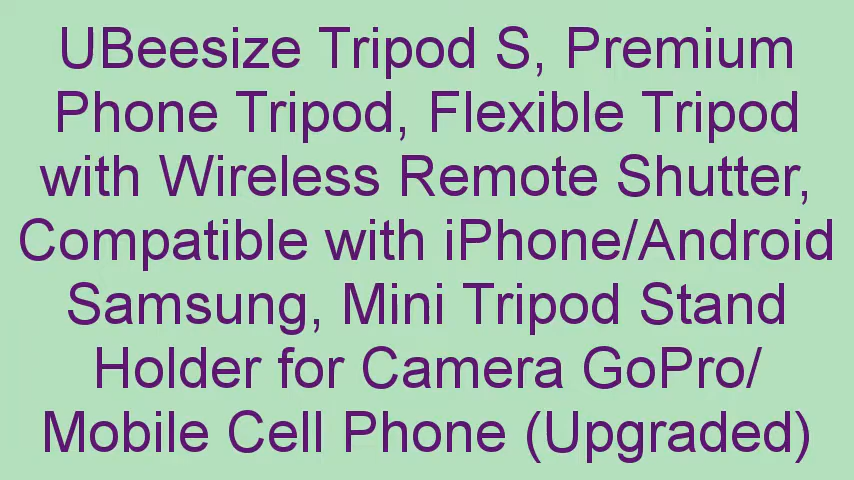 UBeesize Tripod S, Premium
Phone Tripod, Flexible Tripod
with Wireless Remote Shutter,
Compatible with iPhone/Android
Samsung, Mini Tripod Stand
Holder for Camera GoPro/
Mobile Cell Phone (Upgraded)